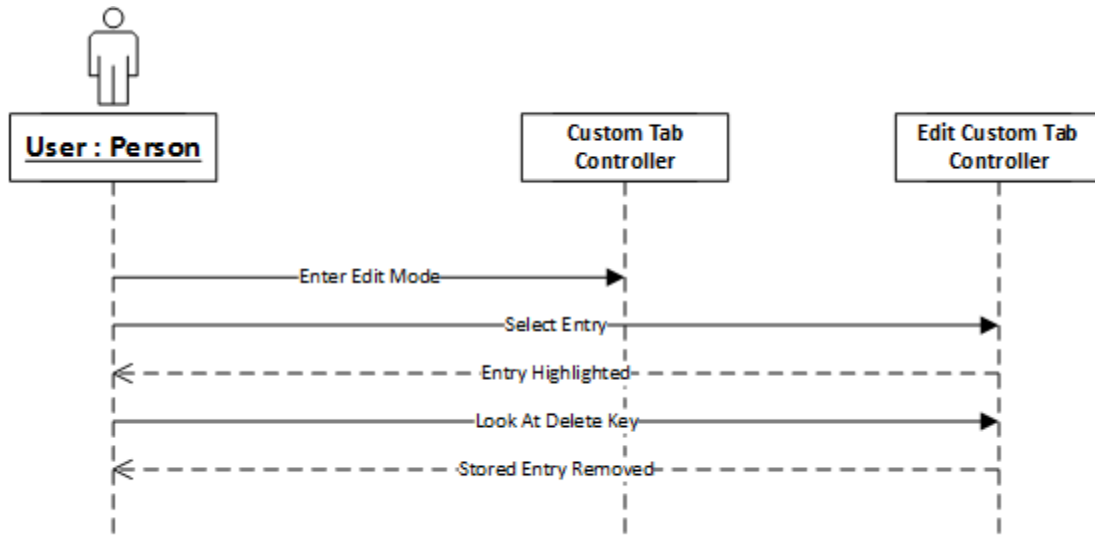 User : Person
Custom Tab
Controller
Edit Custom Tab
Controller
Enter Edit Mode
Select Entry
Entry Highlighted
Look At Delete Key
Stored Entry Removed